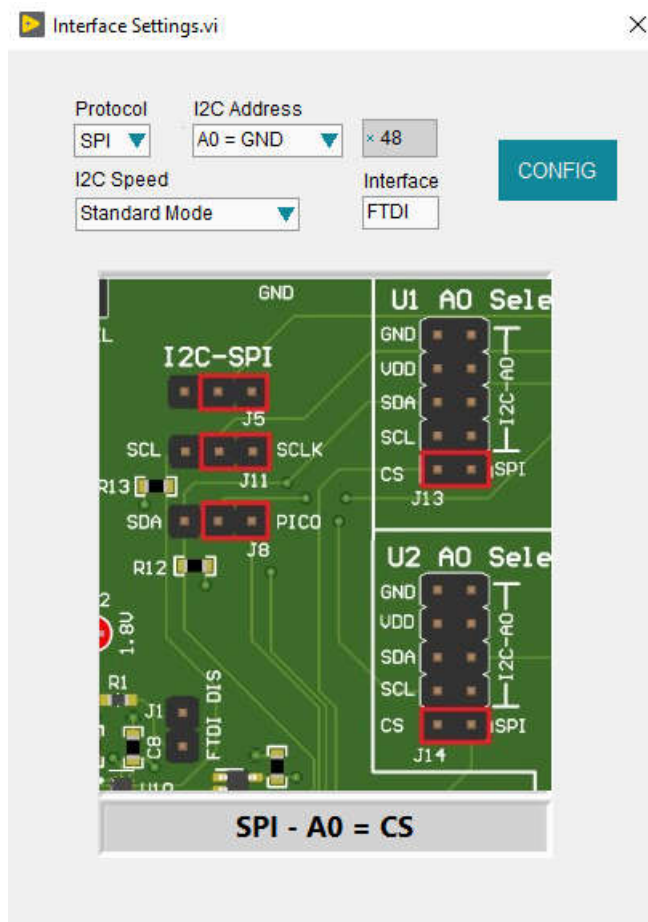 Interface Settings.vi
Protocol
I2C Address
SPI
A0 = GND
× 48
CONFIG
I2C Speed
Interface
Standard Mode
FTDI
GND
I2C-SPI
J5
SCL
SCLK
J11
R13
SDA
PICO
J8
R12
2
1.8V
R1
J1
C8
FTDI DIS
U1 A0 Sele
GND
VDD
SDA
SCL
I2C-A0
CS
SPI
J13
U2 A0 Sele
GND
VDD
SDA
SCL
I2C-A0
CS
SPI
J14
SPI - A0 = CS